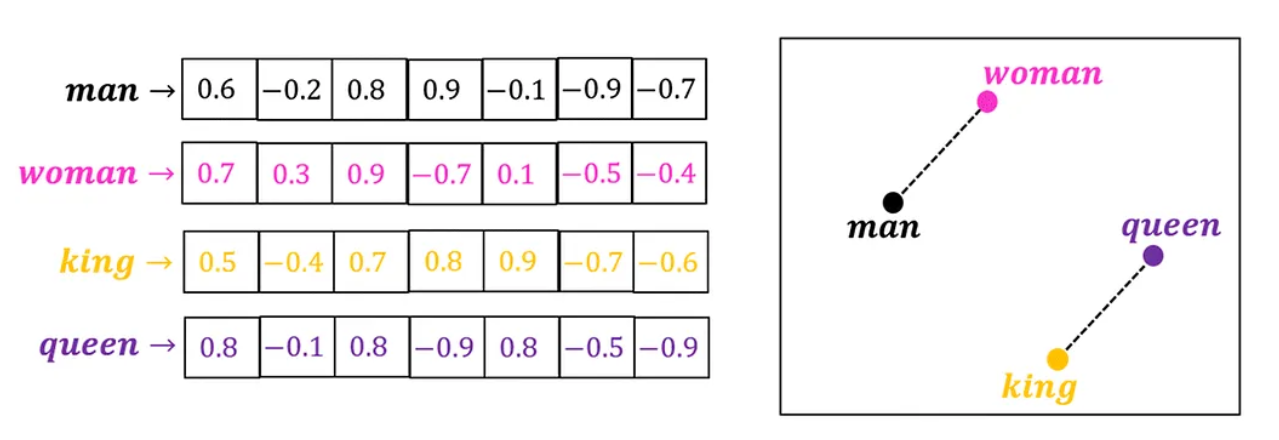 man → 0.6 −0.2 0.8 0.9 −0.1 −0.9 −0.7
woman → 0.7 0.3 0.9 −0.7 0.1 −0.5 −0.4
king → 0.5 −0.4 0.7 0.8 0.9 −0.7 −0.6
queen → 0.8 −0.1 0.8 −0.9 0.8 −0.5 −0.9
woman
man
queen
king